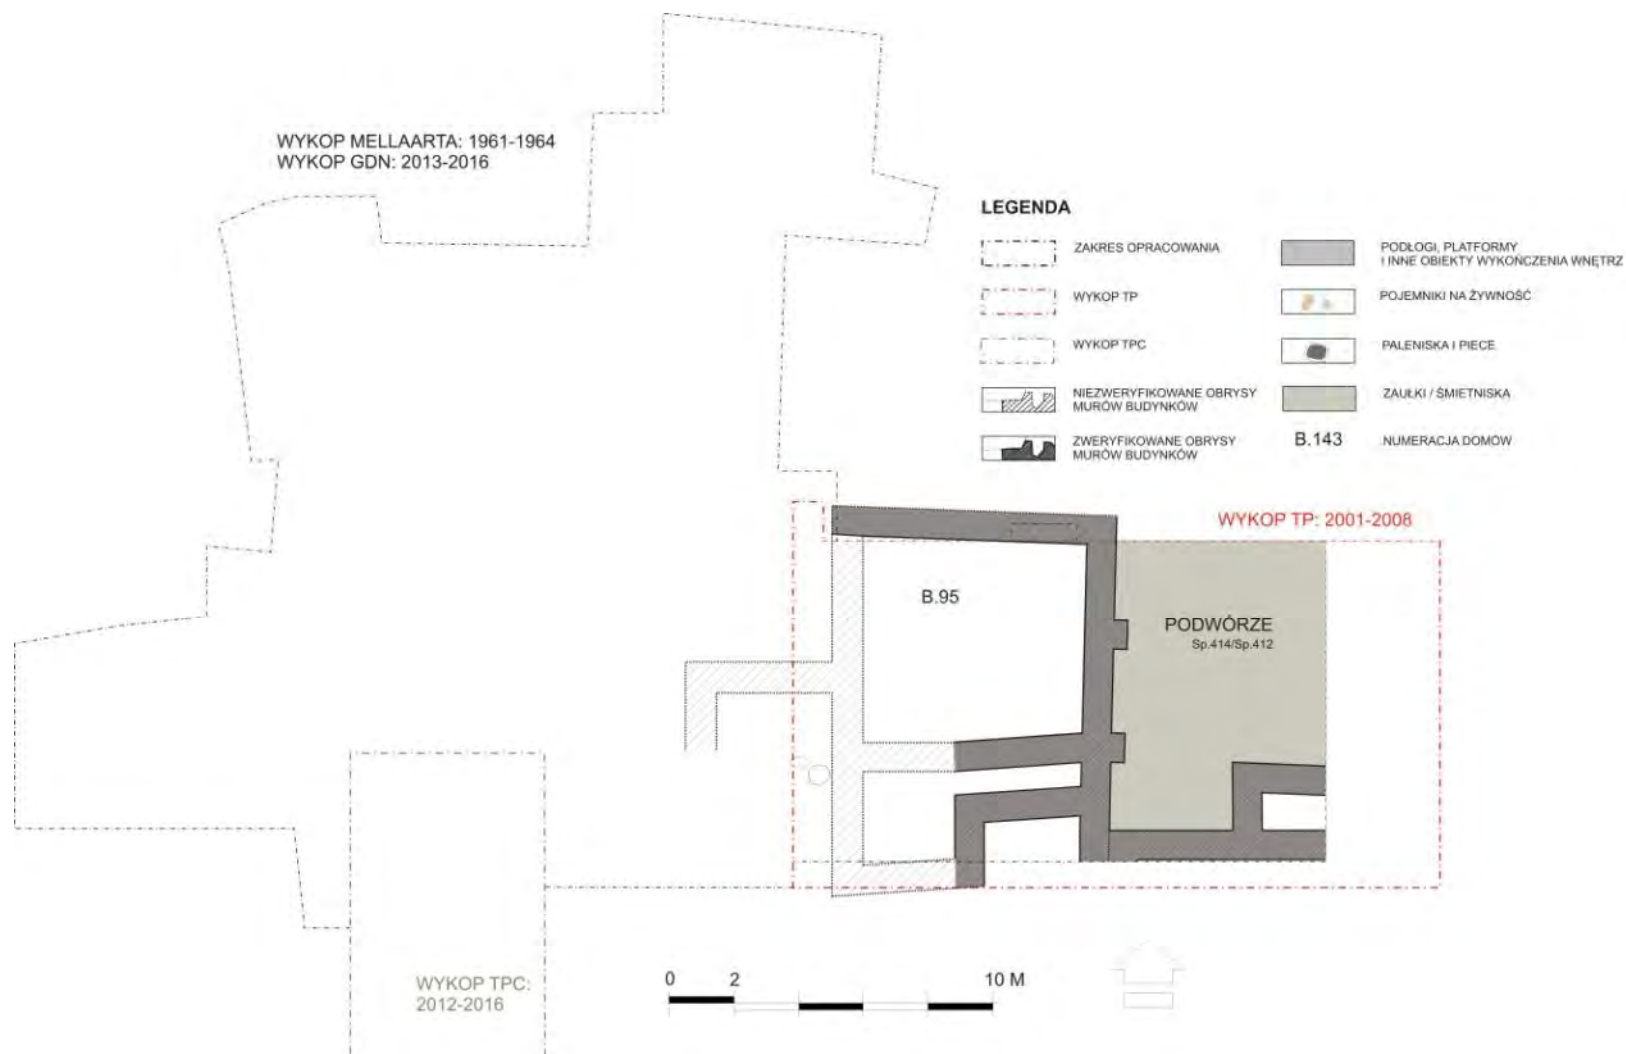 WYKOP MELLAARTA: 1961-1964
WYKOP GDN: 2013-2016
LEGENDA
ZAKRES OPRACOWANIA
WYKOP TP
WYKOP TPC
NIEZWERYFIKOWANE OBRYSY
MURÓW BUDYNKÓW
ZWERYFIKOWANE OBRYSY
MURÓW BUDYNKÓW
PODŁOGI, PLATFORMY
I INNE OBIEKTY WYKOŃCZENIA WNĘTRZ
POJEMNIKI NA ŻYWNOŚĆ
PALENISKA I PIECE
ZAUŁKI / ŚMIETNISKA
B.143
NUMERACJA DOMÓW
WYKOP TP: 2001-2008
B.95
PODWÓRZE
Sp.414/Sp.412
WYKOP TPC:
2012-2016
0 2 10 M